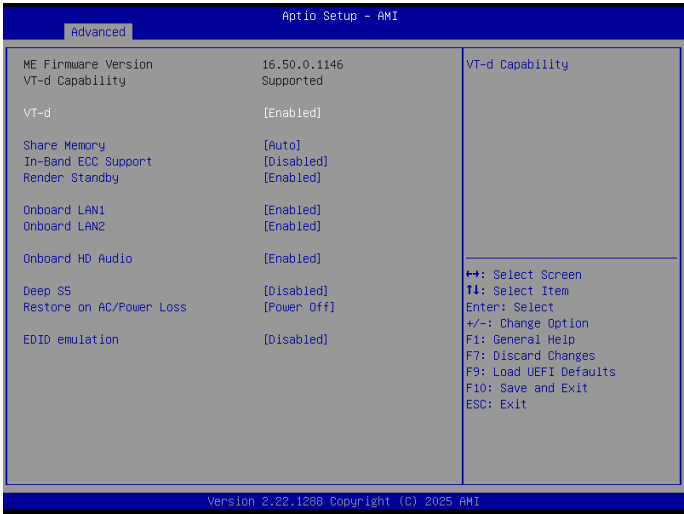 Aptio Setup – AMI
Advanced
ME Firmware Version 16.50.0.1146
VT-d Capability Supported
VT-d [Enabled]
Share Memory [Auto]
In-Band ECC Support [Disabled]
Render Standby [Enabled]
Onboard LAN1 [Enabled]
Onboard LAN2 [Enabled]
Onboard HD Audio [Enabled]
Deep S5 [Disabled]
Restore on AC/Power Loss [Power Off]
EDID emulation [Disabled]
VT-d Capability
↔: Select Screen
↑↓: Select Item
Enter: Select
+/-: Change Option
F1: General Help
F7: Discard Changes
F9: Load UEFI Defaults
F10: Save and Exit
ESC: Exit
Version 2.22.1288 Copyright (C) 2025 AMI